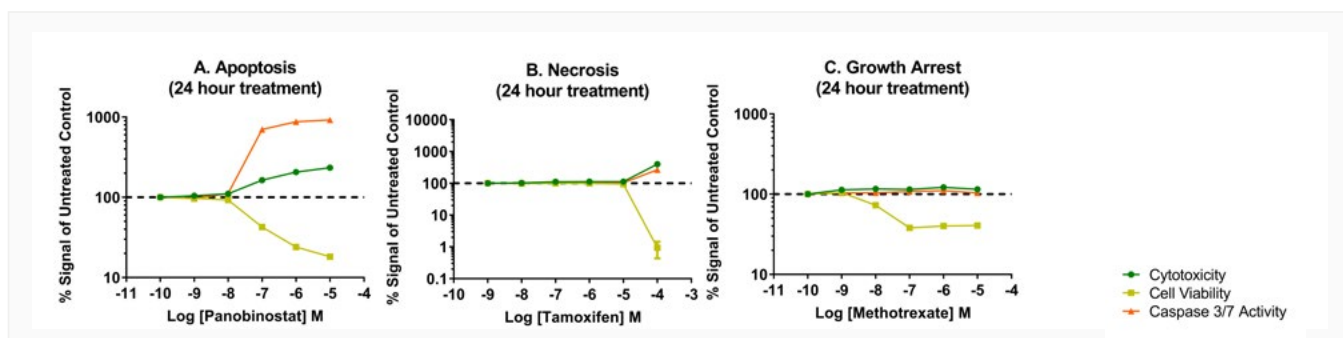 A. Apoptosis
(24 hour treatment)
% Signal of Untreated Control
1000
100
10
-11 -10 -9 -8 -7 -6 -5 -4
Log [Panobinostat] M
B. Necrosis
(24 hour treatment)
% Signal of Untreated Control
10000
1000
100
10
1
0.1
-10 -9 -8 -7 -6 -5 -4 -3
Log [Tamoxifen] M
C. Growth Arrest
(24 hour treatment)
% Signal of Untreated Control
1000
100
10
-11 -10 -9 -8 -7 -6 -5 -4
Log [Methotrexate] M
Cytotoxicity
Cell Viability
Caspase 3/7 Activity